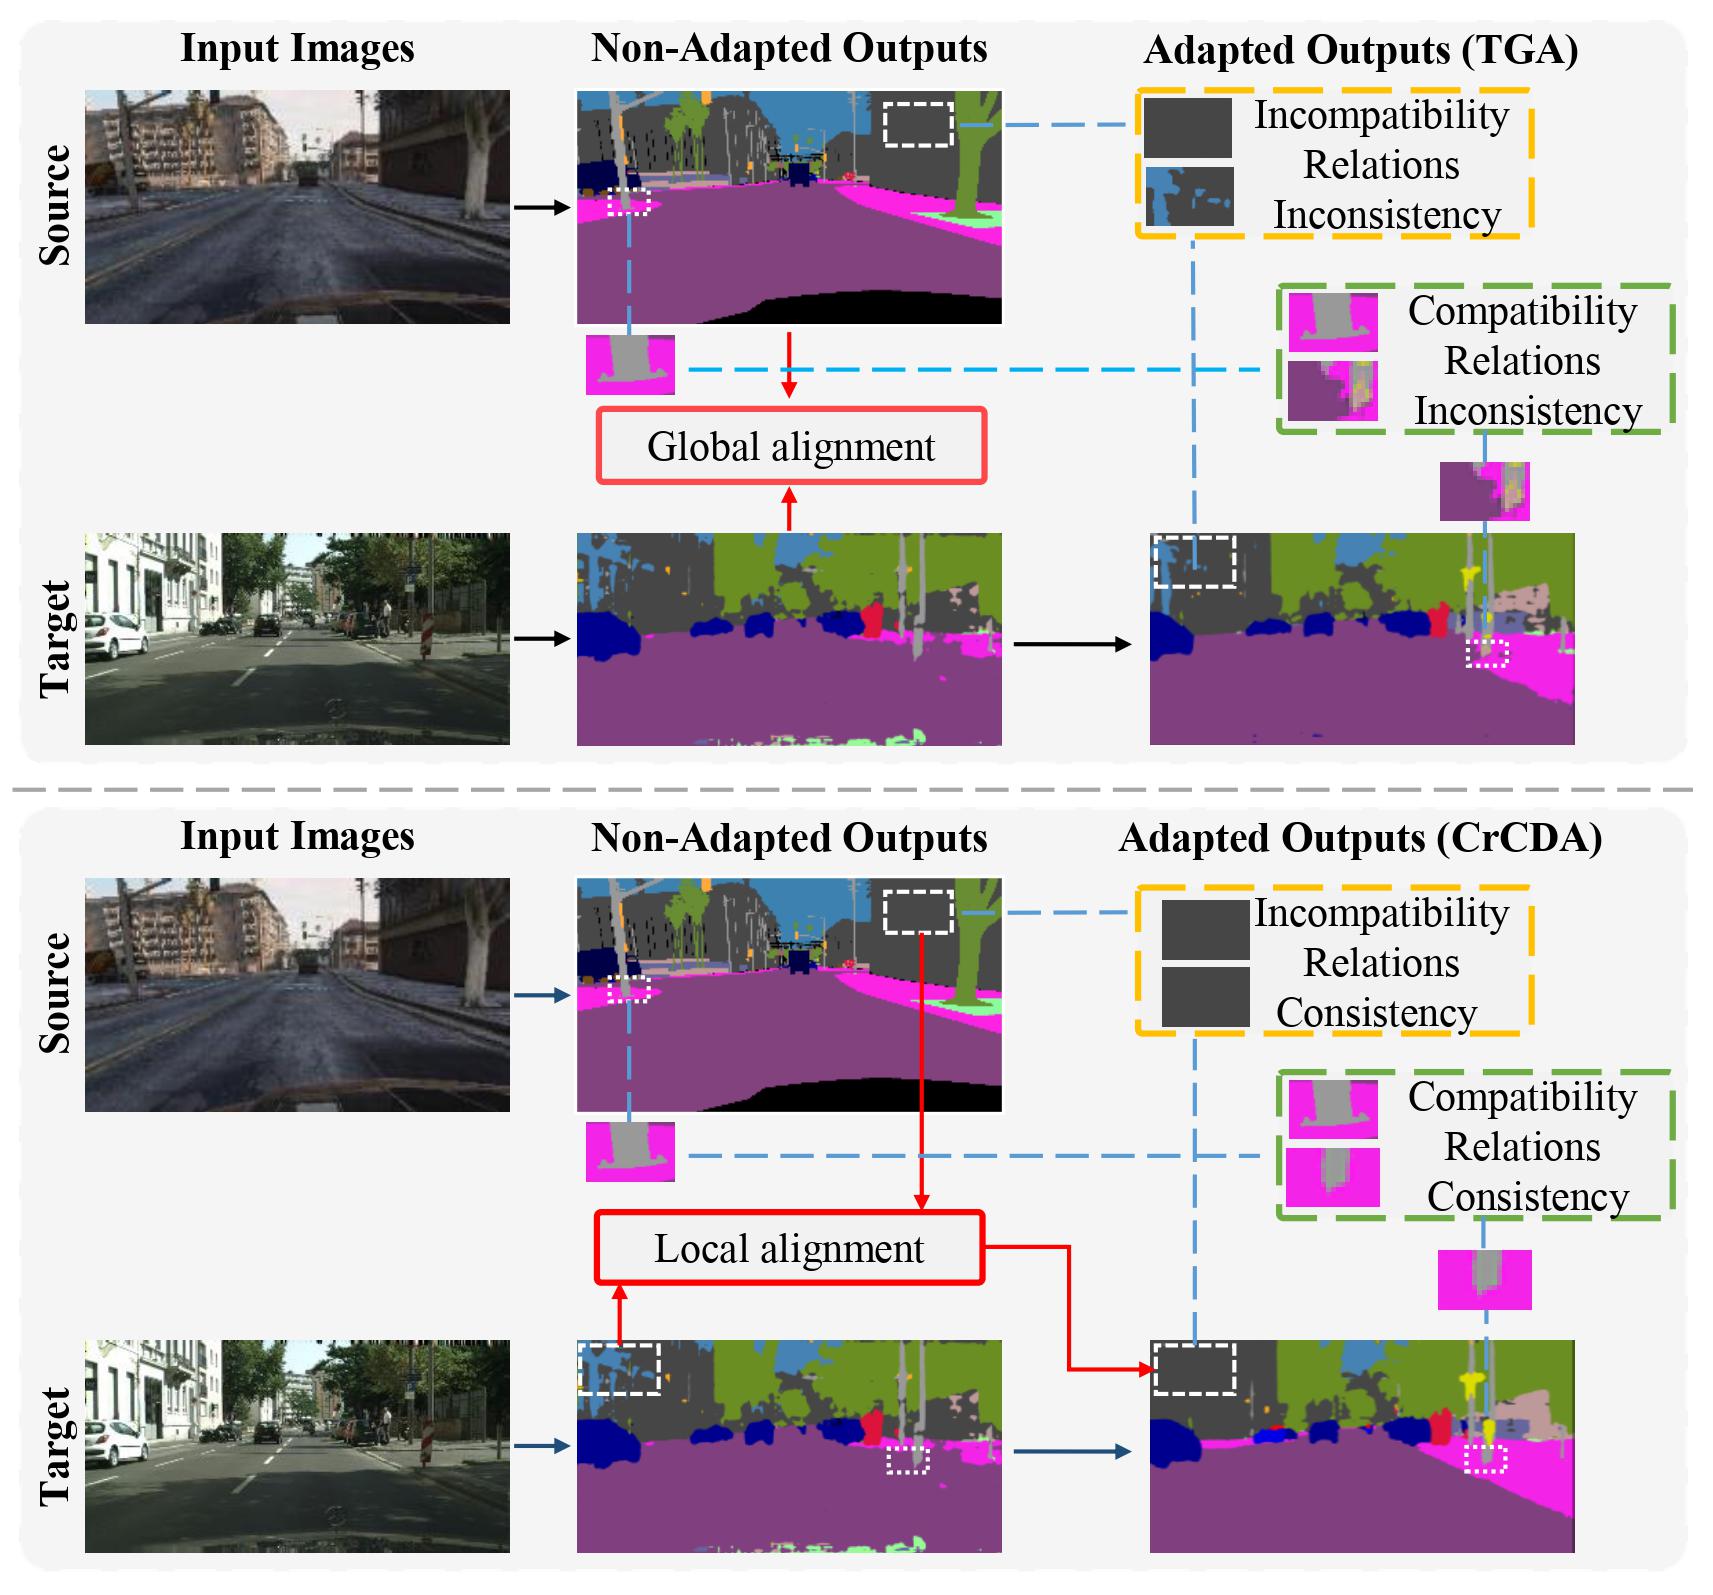 Input Images
Non-Adapted Outputs
Adapted Outputs (TGA)
Source
Incompatibility
Relations
Inconsistency
Compatibility
Relations
Inconsistency
Global alignment
Target
Input Images
Non-Adapted Outputs
Adapted Outputs (CrCDA)
Source
Incompatibility
Relations
Consistency
Compatibility
Relations
Consistency
Local alignment
Target